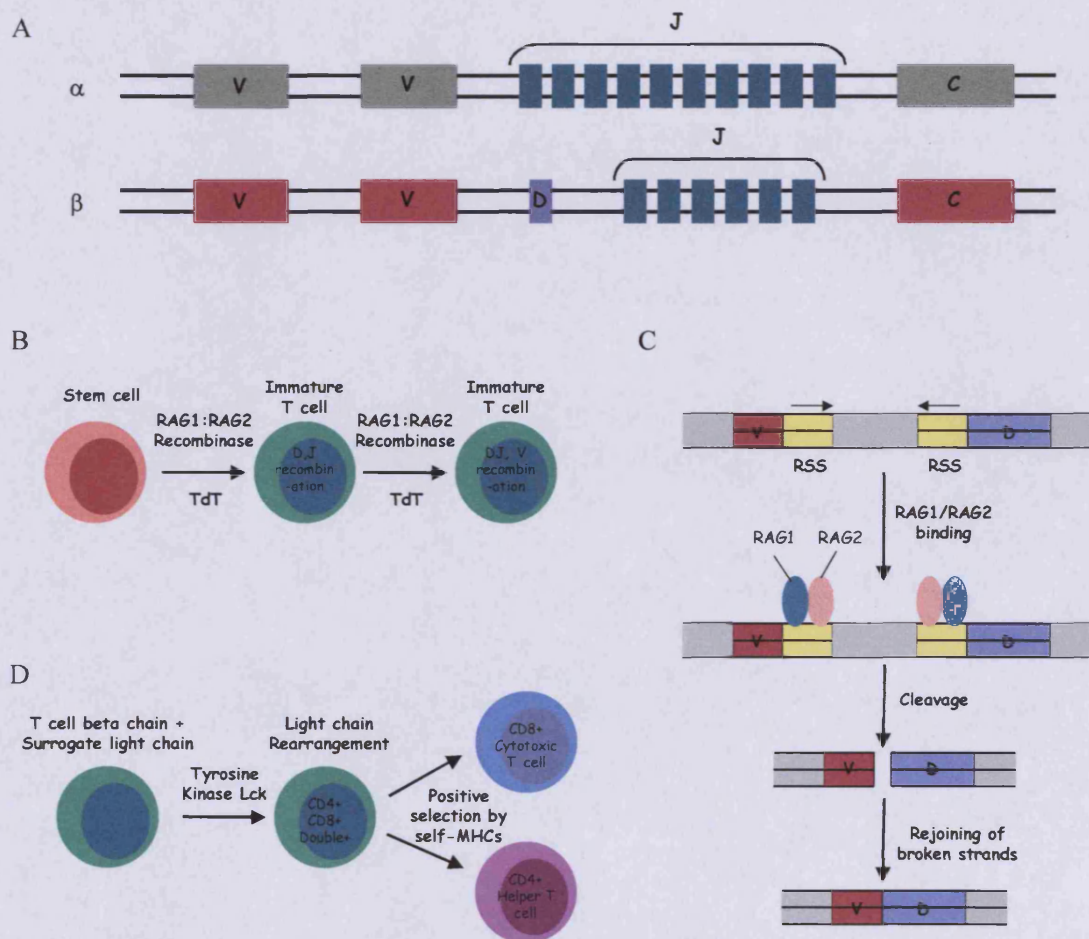 A
J
α
V
V
C
J
β
V
V
D
C
B
Stem cell
RAG1:RAG2
Recombinase
TdT
Immature
T cell
D,J
recombin
-ation
RAG1:RAG2
Recombinase
TdT
Immature
T cell
DJ, V
recombin
-ation
C
V
D
RSS
RSS
RAG1/RAG2
binding
RAG1
RAG2
V
D
Cleavage
V
D
Rejoining of
broken strands
V
D
D
T cell beta chain +
Surrogate light chain
Tyrosine
Kinase Lck
Light chain
Rearrangement
CD4+
CD8+
Double+
Positive
selection by
self-MHCs
CD8+
Cytotoxic
T cell
CD4+
Helper T
cell